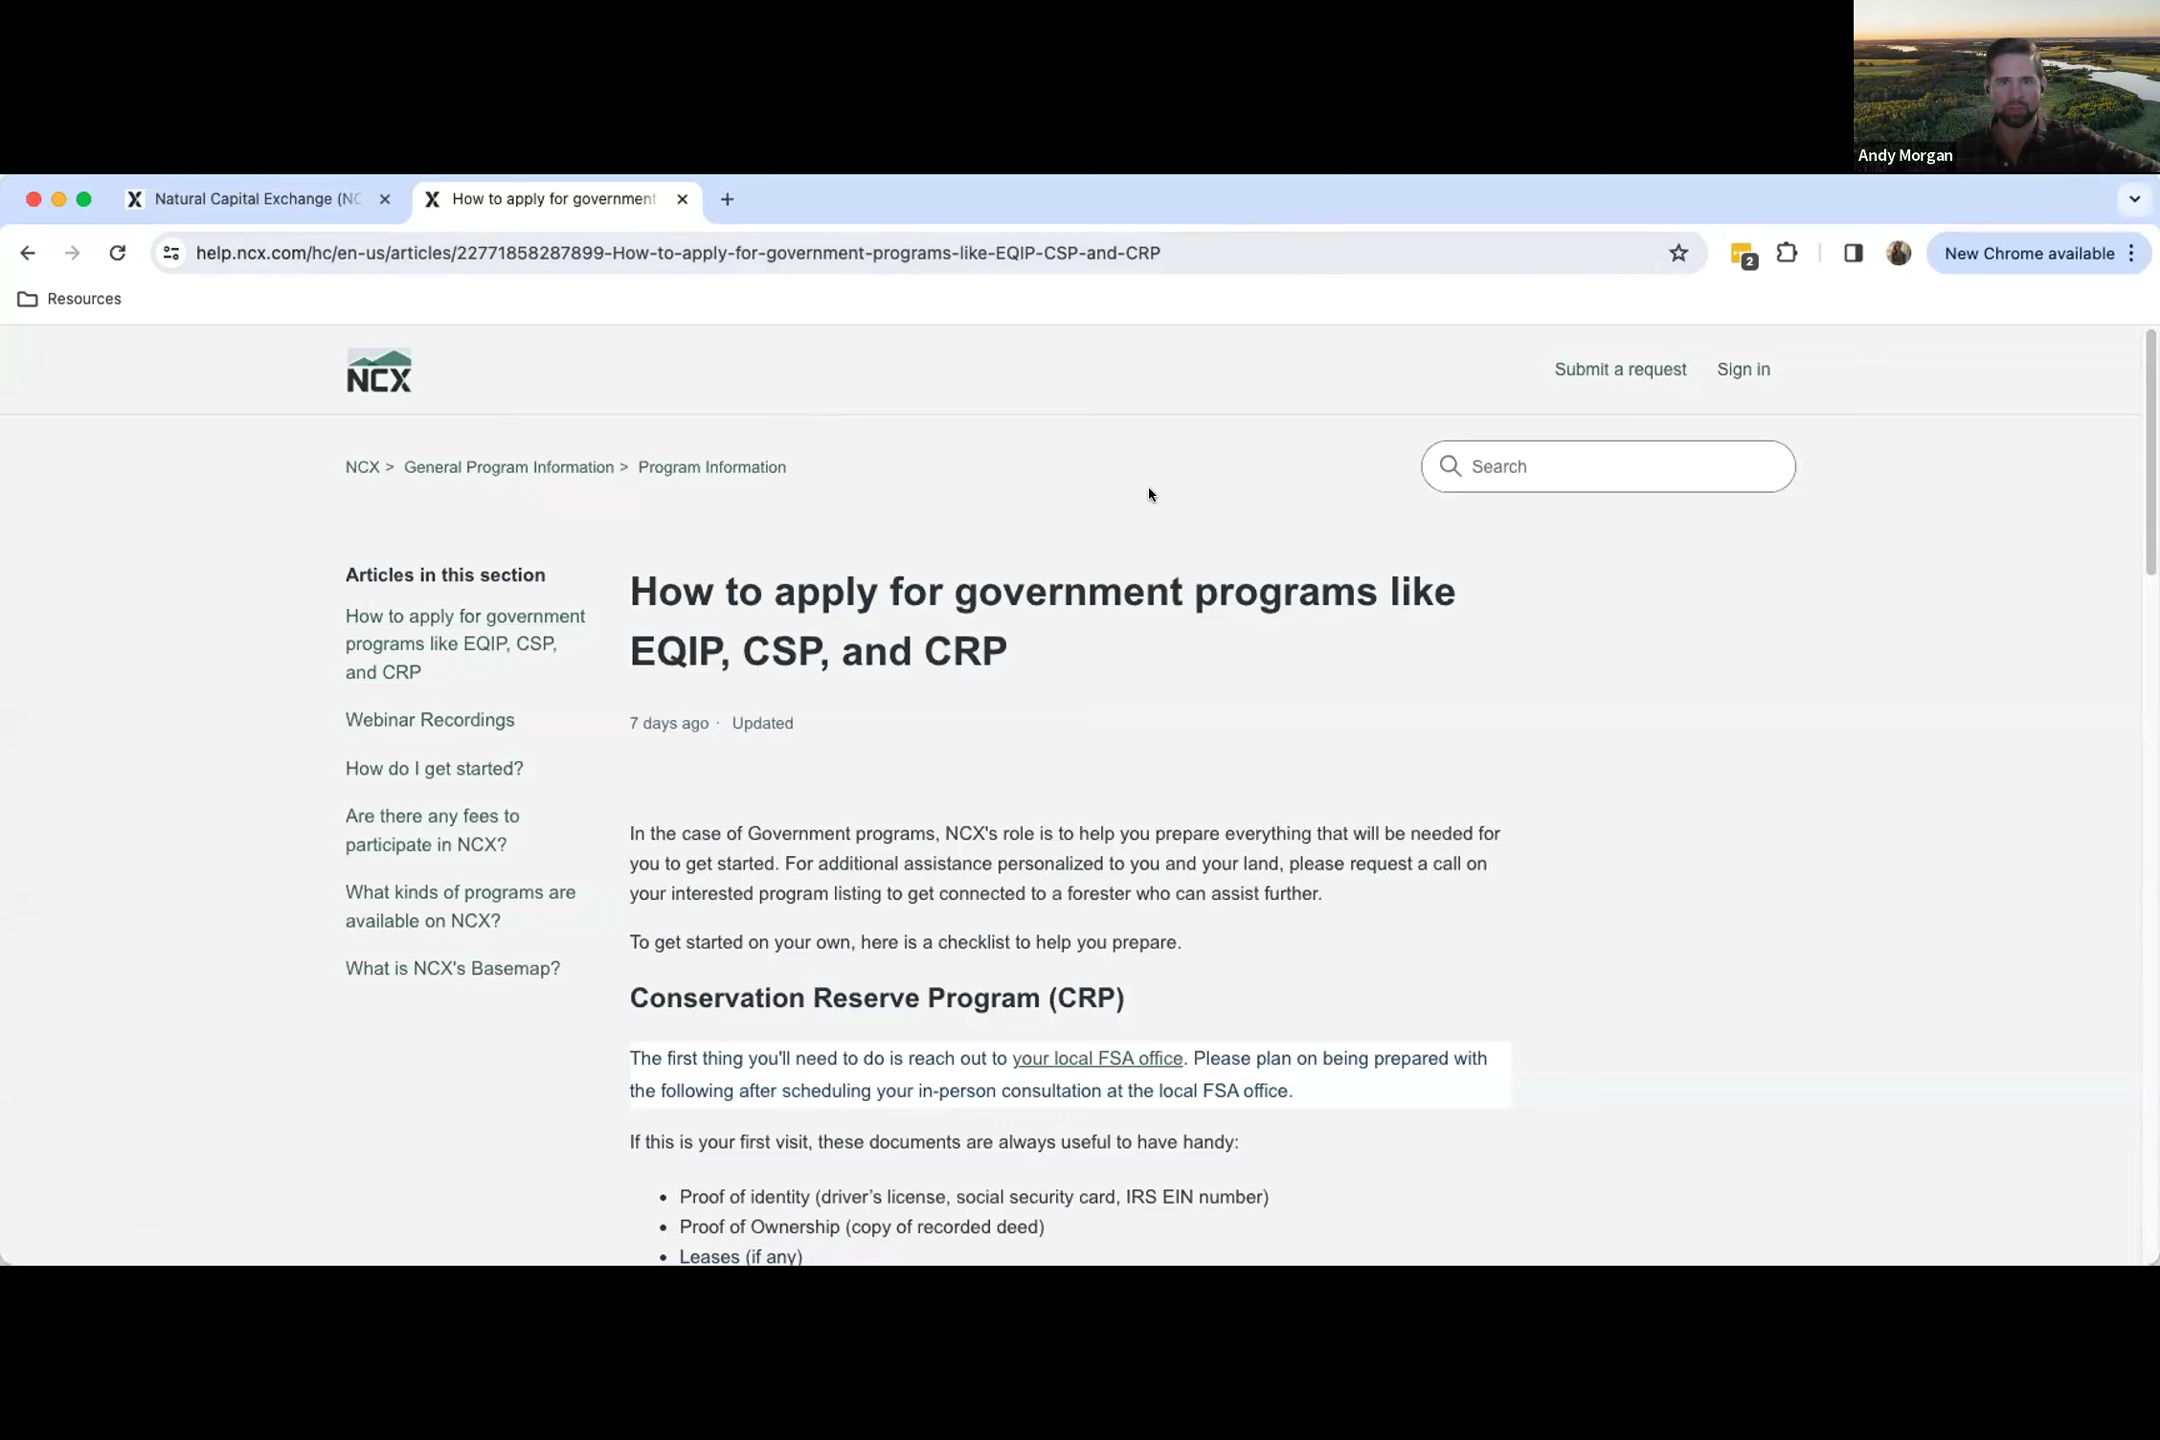 Andy Morgan
Natural Capital Exchange (NC
How to apply for government
help.ncx.com/hc/en-us/articles/22771858287899-How-to-apply-for-government-programs-like-EQIP-CSP-and-CRP
2
New Chrome available
Resources
NCX
Submit a request
Sign in
NCX > General Program Information > Program Information
Search
Articles in this section
How to apply for government
programs like EQIP, CSP,
and CRP
Webinar Recordings
How do I get started?
Are there any fees to
participate in NCX?
What kinds of programs are
available on NCX?
What is NCX's Basemap?
How to apply for government programs like
EQIP, CSP, and CRP
7 days ago · Updated
In the case of Government programs, NCX's role is to help you prepare everything that will be needed for
you to get started. For additional assistance personalized to you and your land, please request a call on
your interested program listing to get connected to a forester who can assist further.
To get started on your own, here is a checklist to help you prepare.
Conservation Reserve Program (CRP)
The first thing you'll need to do is reach out to your local FSA office. Please plan on being prepared with
the following after scheduling your in-person consultation at the local FSA office.
If this is your first visit, these documents are always useful to have handy:
• Proof of identity (driver’s license, social security card, IRS EIN number)
• Proof of Ownership (copy of recorded deed)
• Leases (if any)